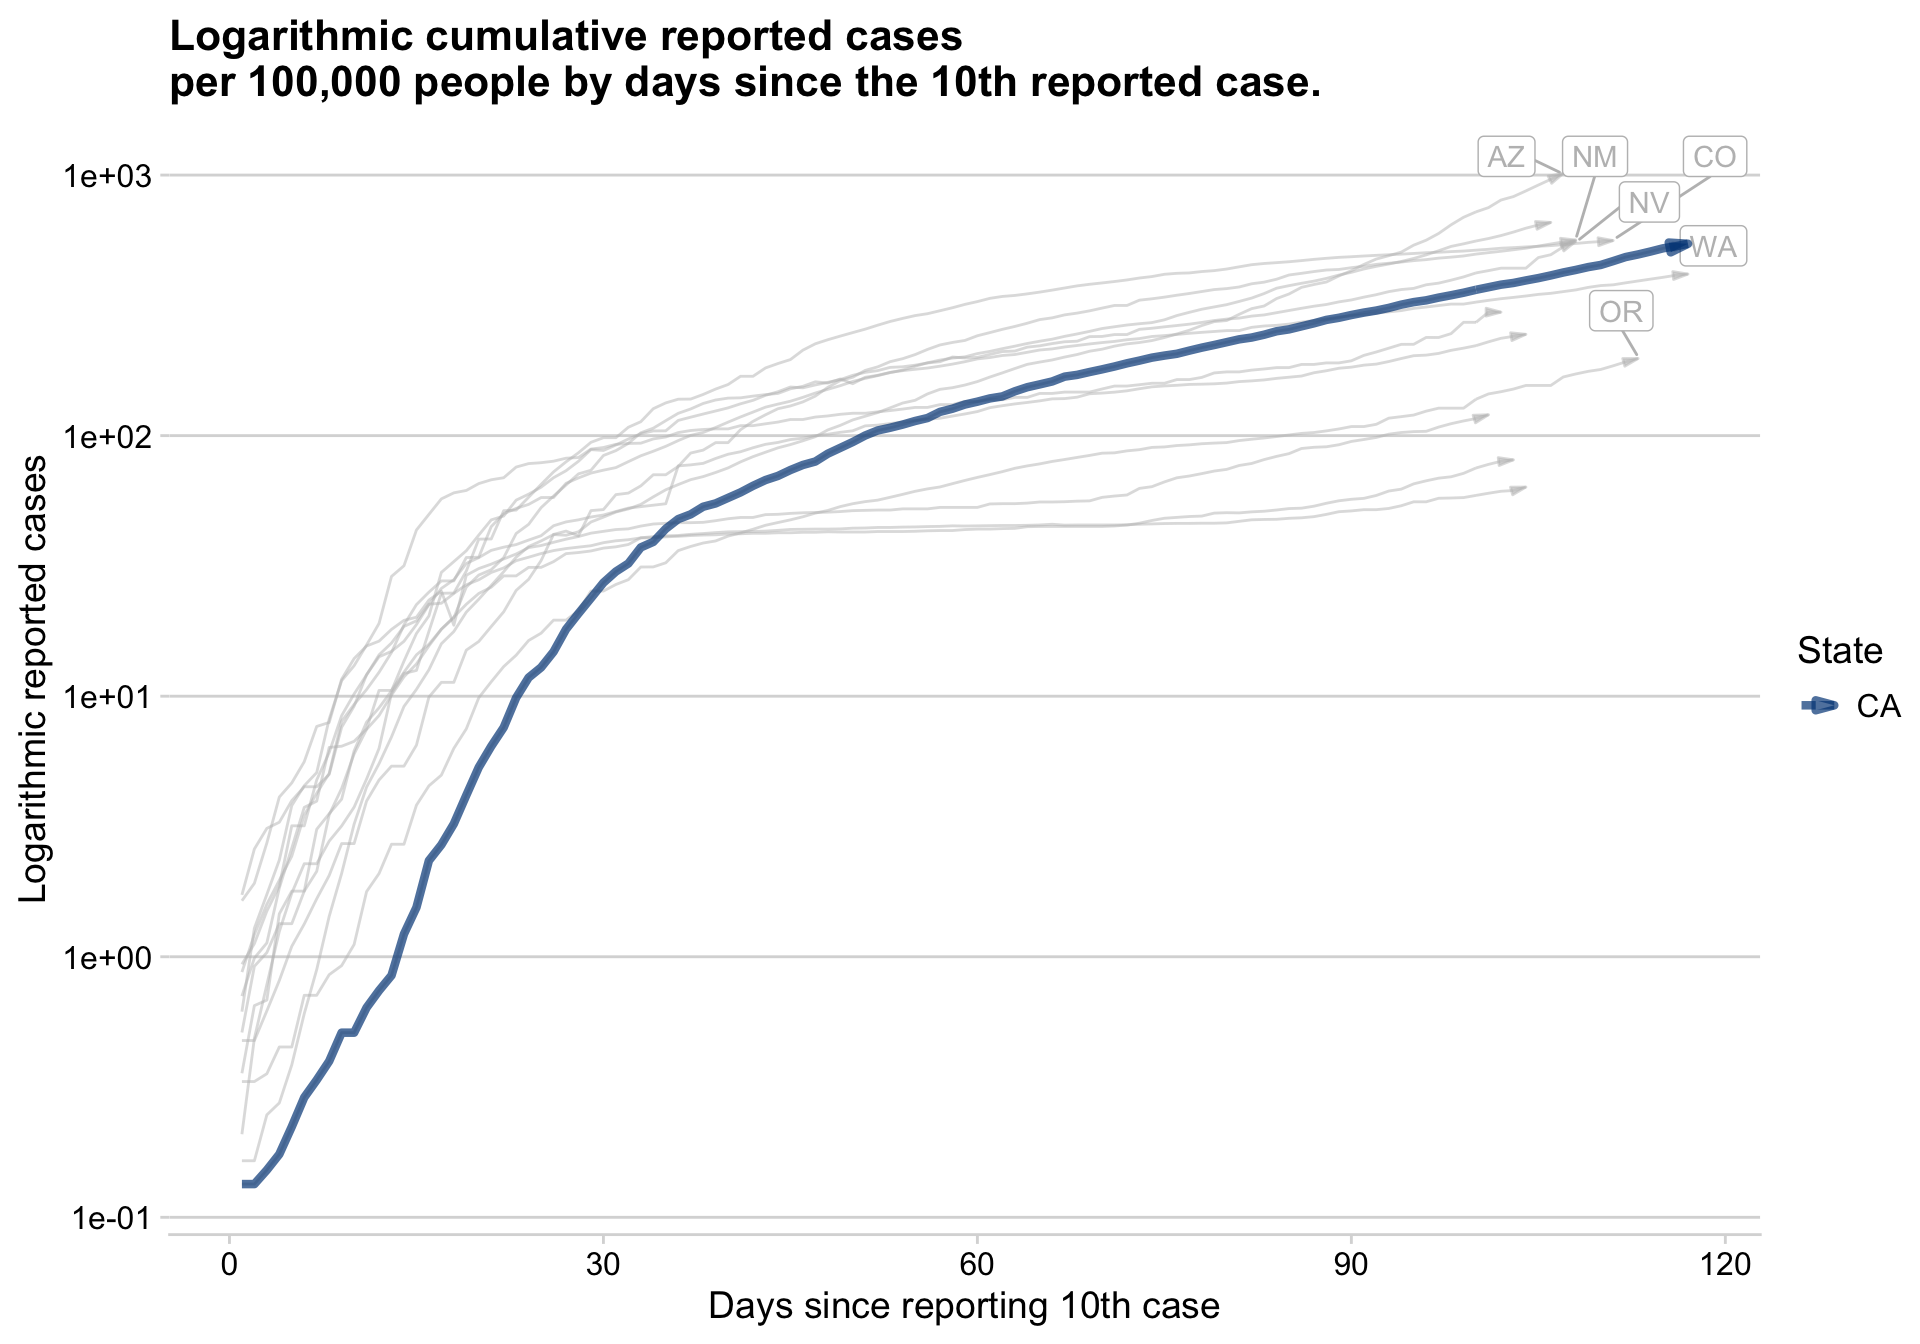 Logarithmic cumulative reported cases
per 100,000 people by days since the 10th reported case.
Logarithmic reported cases
1e+03
1e+02
1e+01
1e+00
1e-01
AZ
NM
CO
NV
WA
OR
State
CA
0
30
60
90
120
Days since reporting 10th case